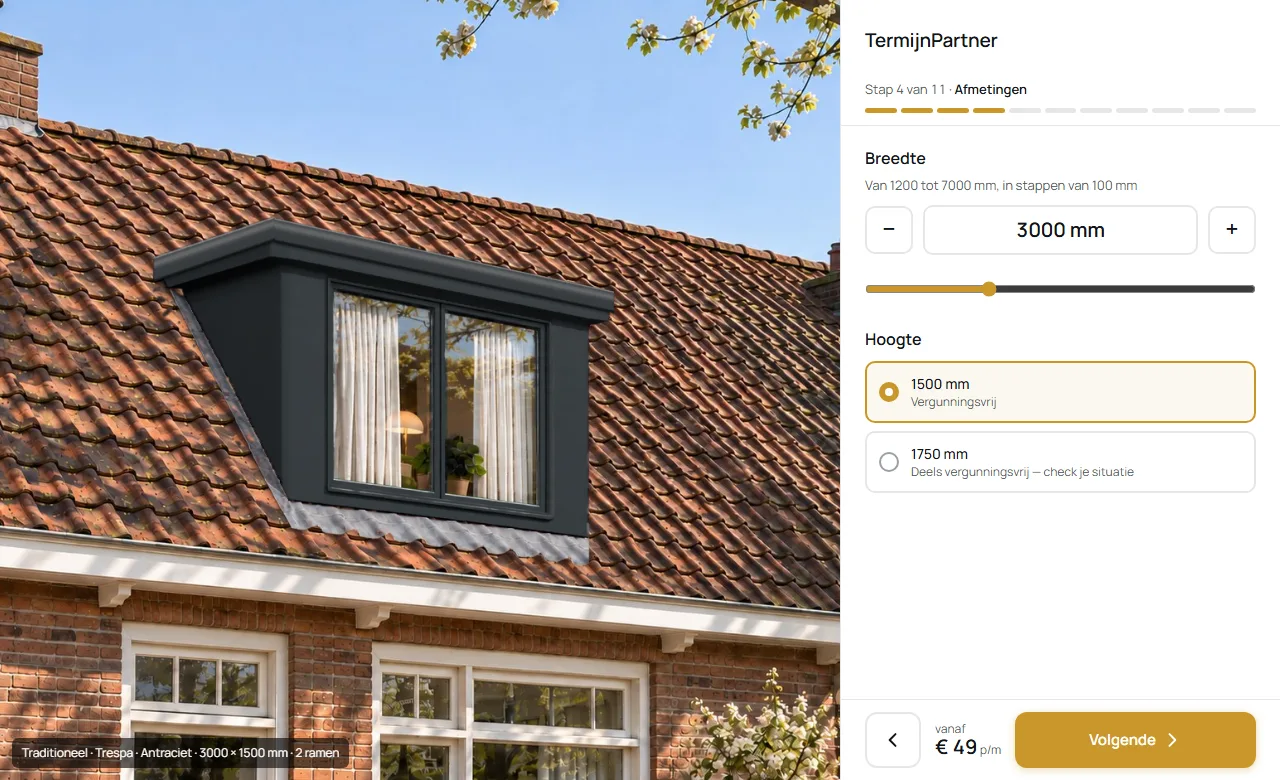 TermijnPartner
Stap 4 van 11 · Afmetingen
Breedte
Van 1200 tot 7000 mm, in stappen van 100 mm
− 3000 mm +
Hoogte
1500 mm
Vergunningsvrij
1750 mm
Deels vergunningsvrij — check je situatie
Traditioneel · Trespa · Antraciet · 3000 × 1500 mm · 2 ramen
vanaf
€ 49 p/m
Volgende